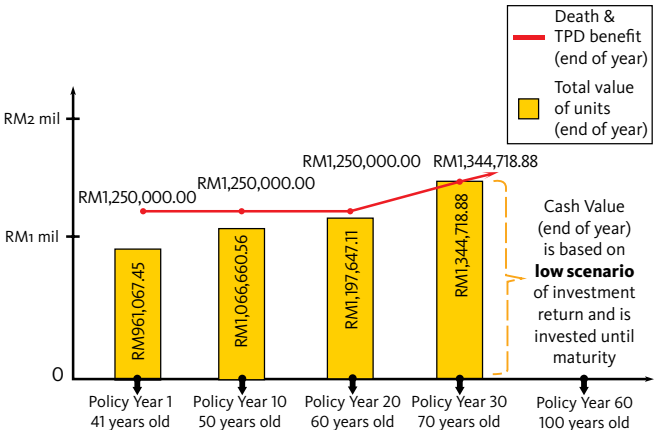 Death &
TPD benefit
(end of year)
Total value
of units
(end of year)
RM2 mil
RM1 mil
0
RM1,250,000.00
RM1,250,000.00
RM1,250,000.00
RM1,344,718.88
RM961,067.45
RM1,066,660.56
RM1,197,647.11
RM1,344,718.88
Cash Value
(end of year)
is based on
low scenario
of investment
return and is
invested until
maturity
Policy Year 1
41 years old
Policy Year 10
50 years old
Policy Year 20
60 years old
Policy Year 30
70 years old
Policy Year 60
100 years old